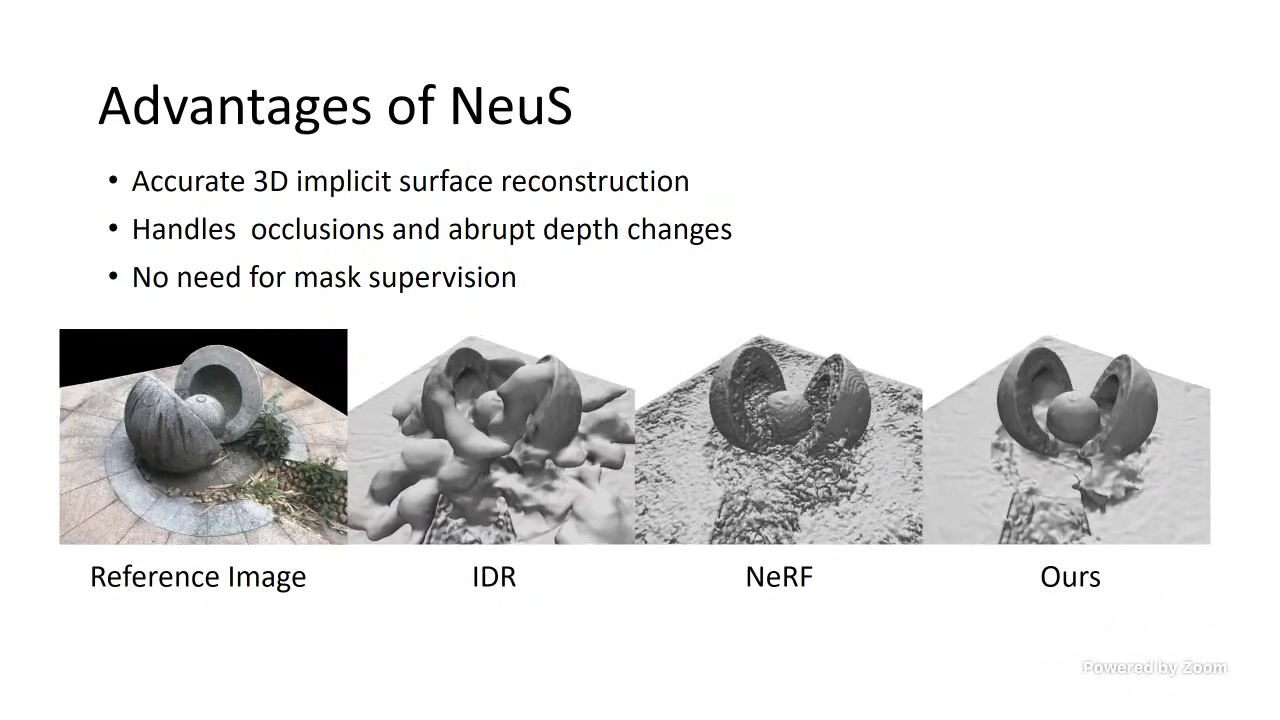 Advantages of NeuS
• Accurate 3D implicit surface reconstruction
• Handles  occlusions and abrupt depth changes
• No need for mask supervision
Reference Image
IDR
NeRF
Ours
Powered by Zoom